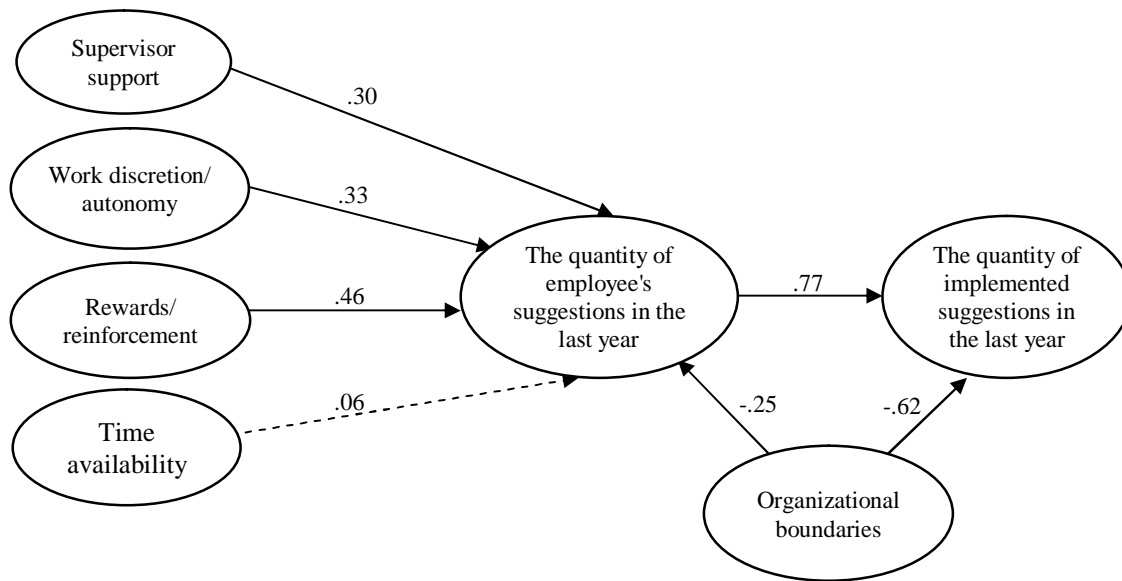 Supervisor
support
.30
Work discretion/
autonomy
.33
Rewards/
reinforcement
.46
Time
availability
.06
The quantity of
employee's
suggestions in the
last year
.77
The quantity of
implemented
suggestions in
the last year
-.25
-.62
Organizational
boundaries